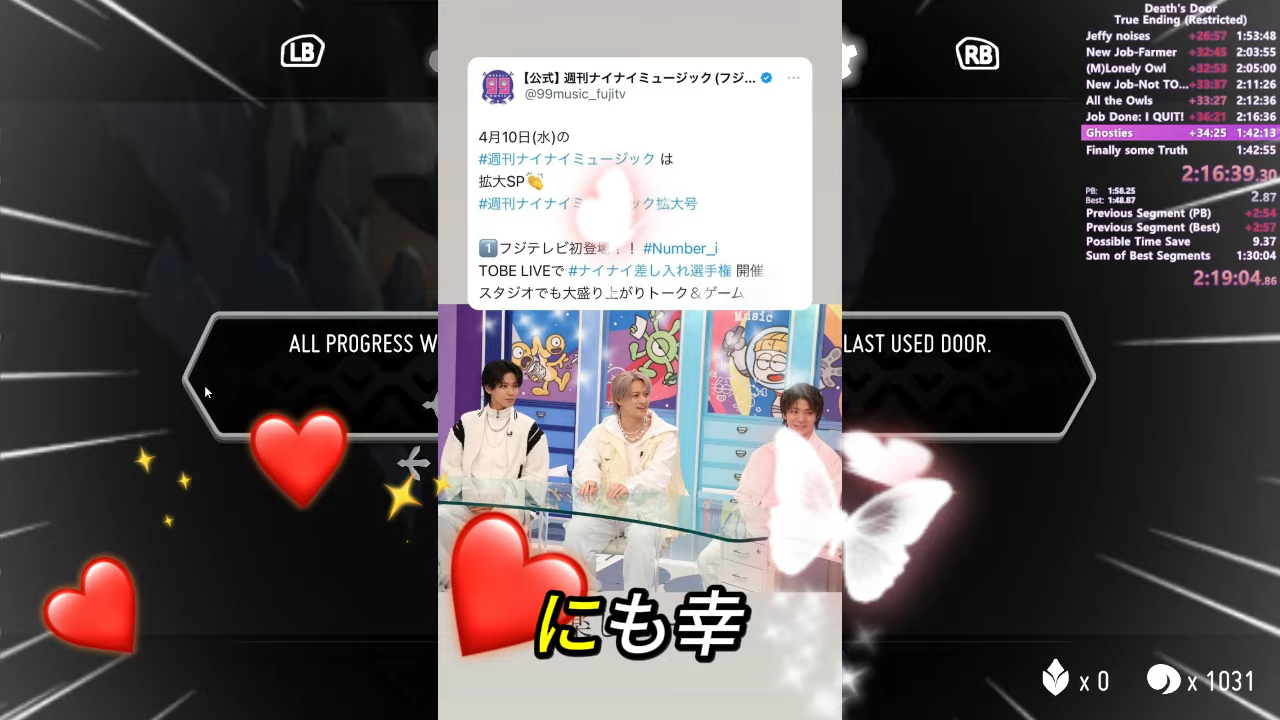 LB
RB
【公式】週刊ナイナイミュージック(フジ...
@99music_fujitv
4月10日(水)の
#週刊ナイナイミュージック は
拡大SP👏
#週刊ナイナイミ ック拡大号
1 フジテレビ初登場！！ #Number_i
TOBE LIVEで #ナイナイ差し入れ選手権 開催
スタジオでも大盛り上がりトーク＆ゲーム
Music
ALL PROGRESS W
LAST USED DOOR.
にも幸
Death's Door
True Ending (Restricted)
Jeffy noises +26:57 1:53:48
New Job-Farmer +32:45 2:03:55
(M)Lonely Owl +32:53 2:05:00
New Job-Not TO... +33:37 2:11:26
All the Owls +33:27 2:12:36
Job Done: I QUIT! +36:21 2:16:36
Ghosties +34:25 1:42:13
Finally some Truth 1:42:55
2:16:39.30
PB: 1:58.25
Best: 1:48.87
2.87
Previous Segment (PB) +2:54
Previous Segment (Best) +2:57
Possible Time Save 9.37
Sum of Best Segments 1:30:04
2:19:04.86
x 0
x 1031